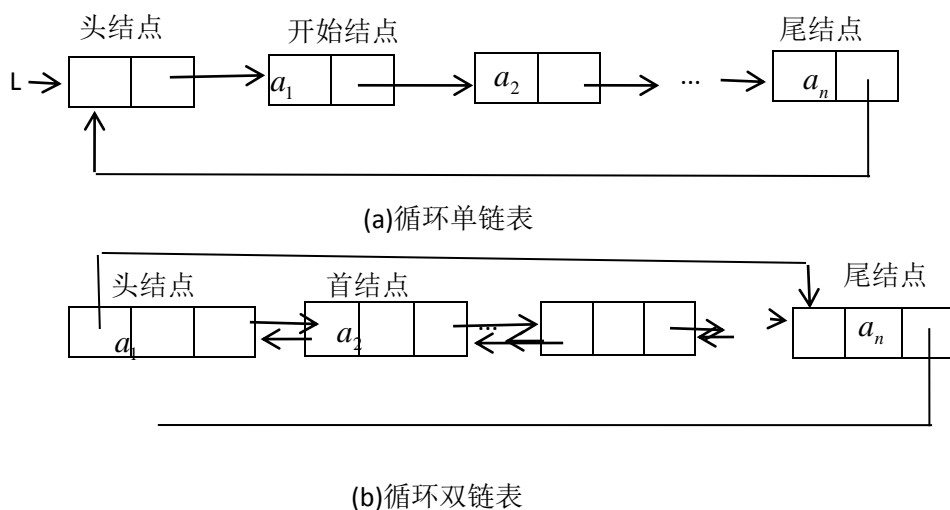 头结点 开始结点 尾结点
L a₁ a₂ ... aₙ
(a)循环单链表
头结点 首结点 尾结点
a₁ a₂ ... aₙ
(b)循环双链表